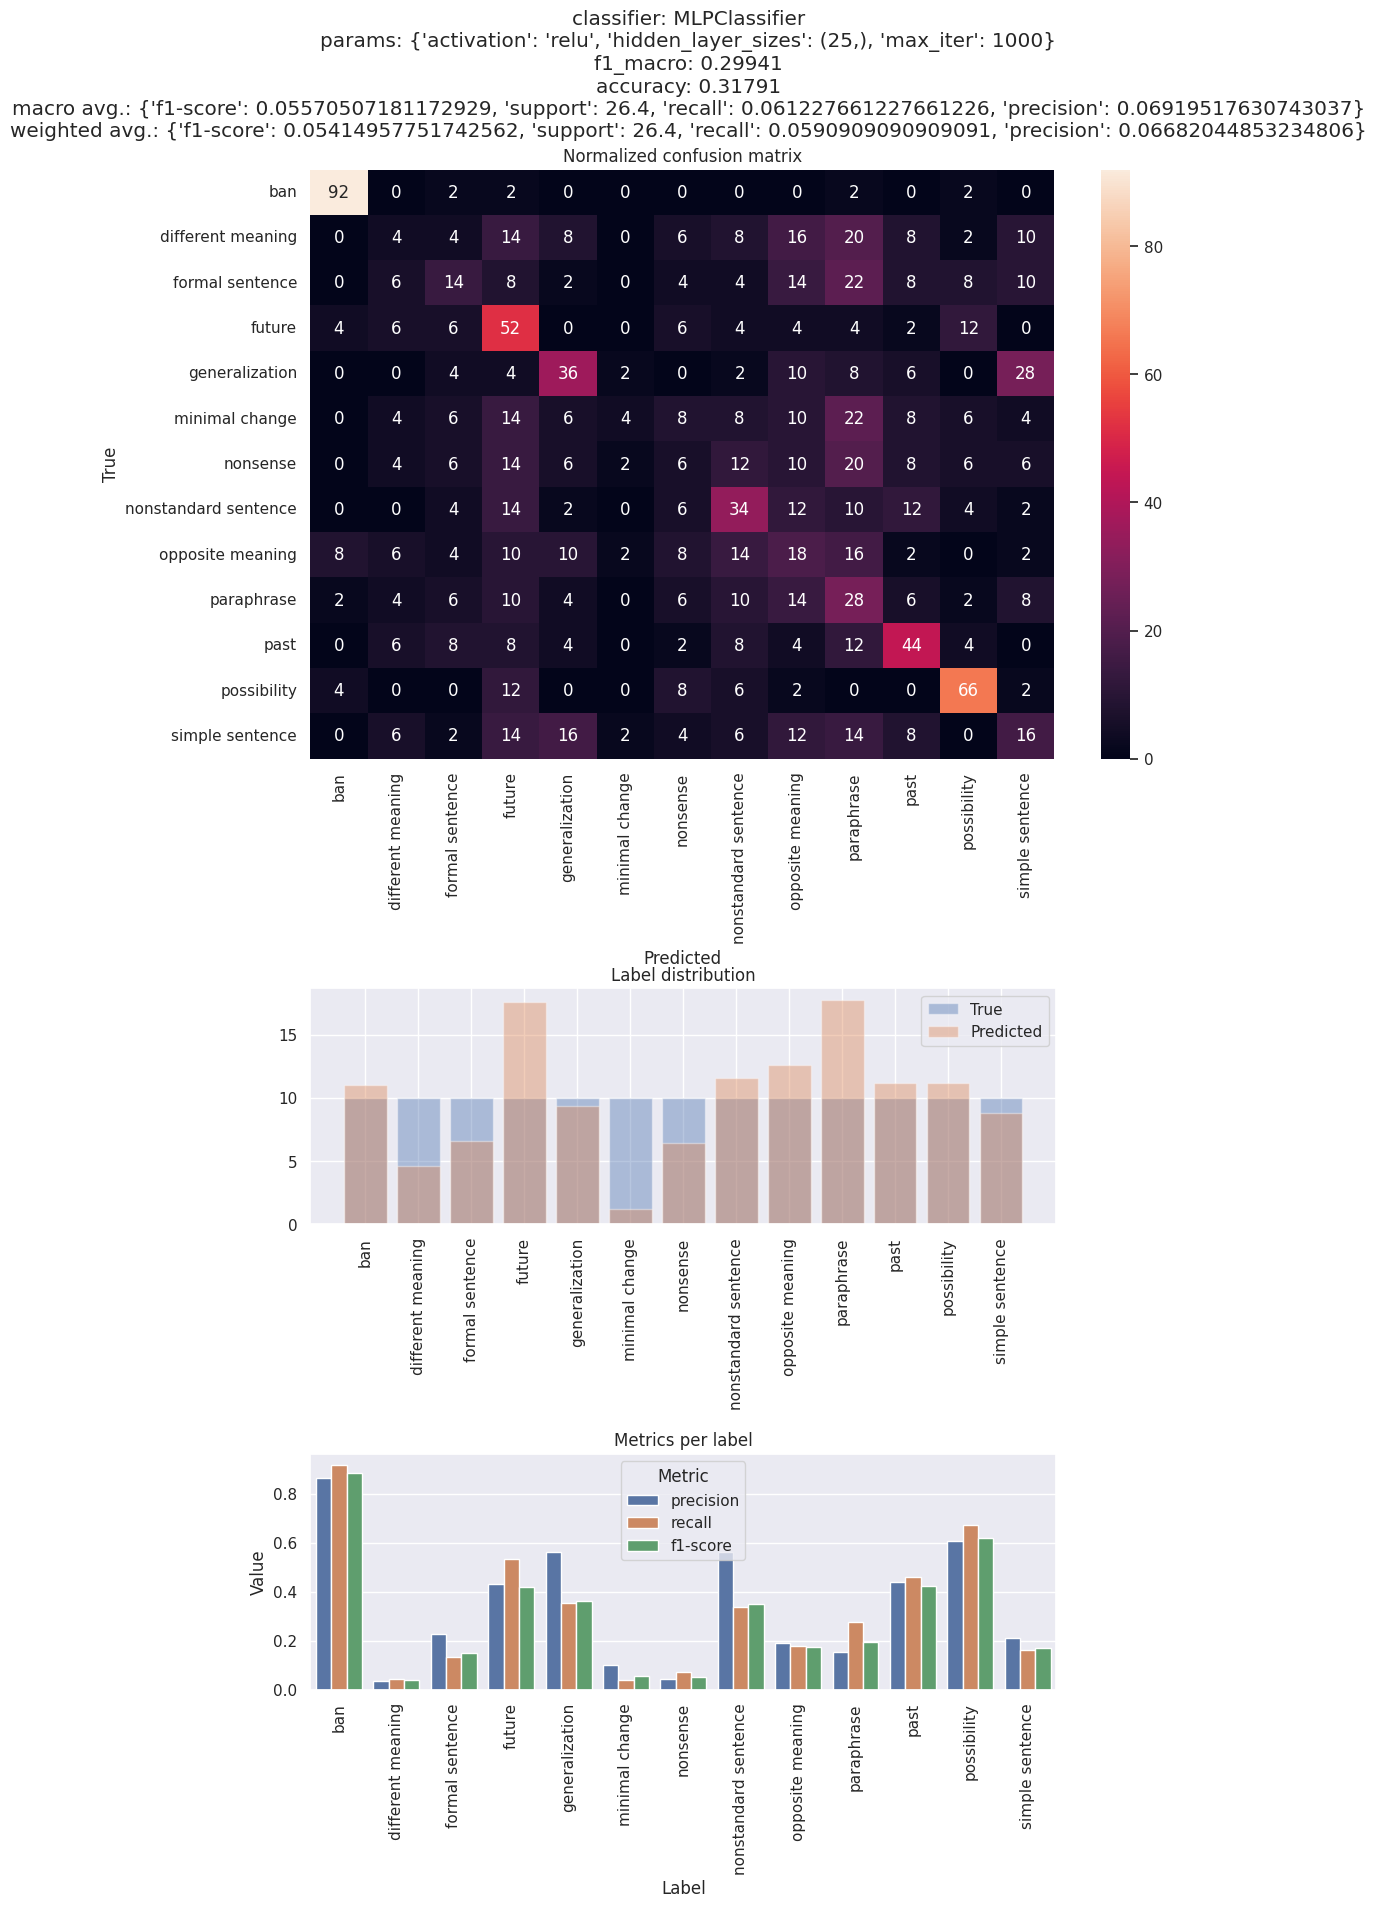 classifier: MLPClassifier
params: {'activation': 'relu', 'hidden_layer_sizes': (25,), 'max_iter': 1000}
f1_macro: 0.29941
accuracy: 0.31791
macro avg.: {'f1-score': 0.05570507181172929, 'support': 26.4, 'recall': 0.061227661227661226, 'precision': 0.06919517630743037}
weighted avg.: {'f1-score': 0.05414957751742562, 'support': 26.4, 'recall': 0.0590909090909091, 'precision': 0.06682044853234806}
Normalized confusion matrix
True
ban 92 0 2 2 0 0 0 0 0 2 0 2 0
different meaning 0 4 4 14 8 0 6 8 16 20 8 2 10
formal sentence 0 6 14 8 2 0 4 4 14 22 8 8 10
future 4 6 6 52 0 0 6 4 4 4 2 12 0
generalization 0 0 4 4 36 2 0 2 10 8 6 0 28
minimal change 0 4 6 14 6 4 8 8 10 22 8 6 4
nonsense 0 4 6 14 6 2 6 12 10 20 8 6 6
nonstandard sentence 0 0 4 14 2 0 6 34 12 10 12 4 2
opposite meaning 8 6 4 10 10 2 8 14 18 16 2 0 2
paraphrase 2 4 6 10 4 0 6 10 14 28 6 2 8
past 0 6 8 8 4 0 2 8 4 12 44 4 0
possibility 4 0 0 12 0 0 8 6 2 0 0 66 2
simple sentence 0 6 2 14 16 2 4 6 12 14 8 0 16
ban
different meaning
formal sentence
future
generalization
minimal change
nonsense
nonstandard sentence
opposite meaning
paraphrase
past
possibility
simple sentence
Predicted
80
60
40
20
0
Label distribution
True
Predicted
15
10
5
0
ban
different meaning
formal sentence
future
generalization
minimal change
nonsense
nonstandard sentence
opposite meaning
paraphrase
past
possibility
simple sentence
Metrics per label
Metric
precision
recall
f1-score
Value
0.8
0.6
0.4
0.2
0.0
ban
different meaning
formal sentence
future
generalization
minimal change
nonsense
nonstandard sentence
opposite meaning
paraphrase
past
possibility
simple sentence
Label